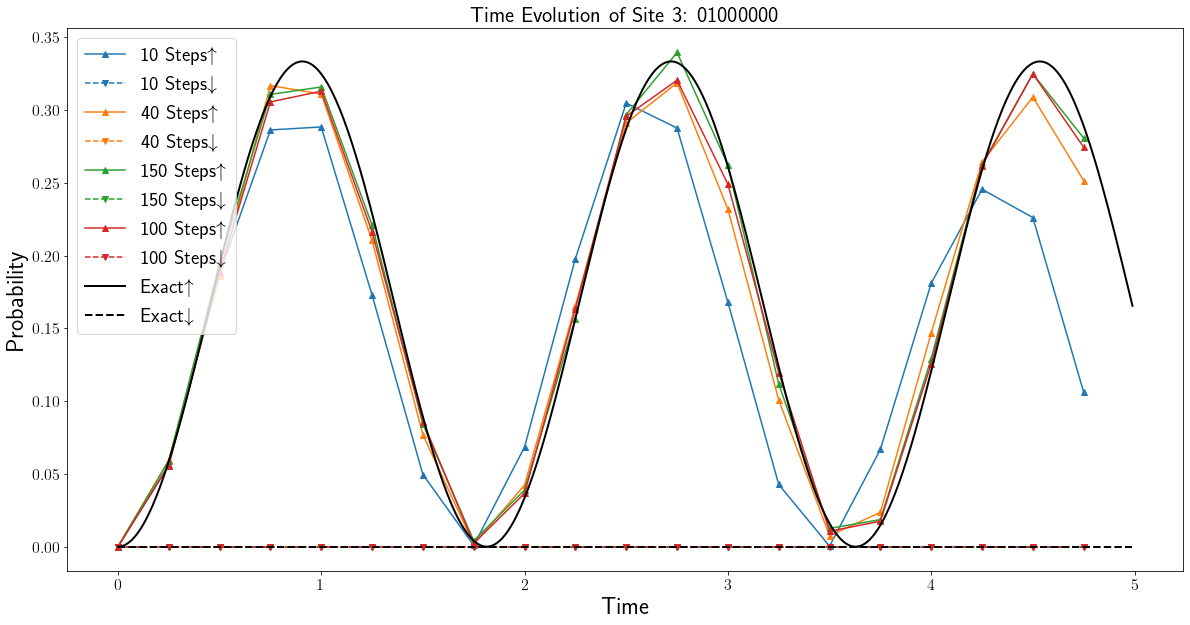 Time Evolution of Site 3: 01000000
10 Steps↑
10 Steps↓
40 Steps↑
40 Steps↓
150 Steps↑
150 Steps↓
100 Steps↑
100 Steps↓
Exact↑
Exact↓
Probability
0.35
0.30
0.25
0.20
0.15
0.10
0.05
0.00
0 1 2 3 4 5
Time